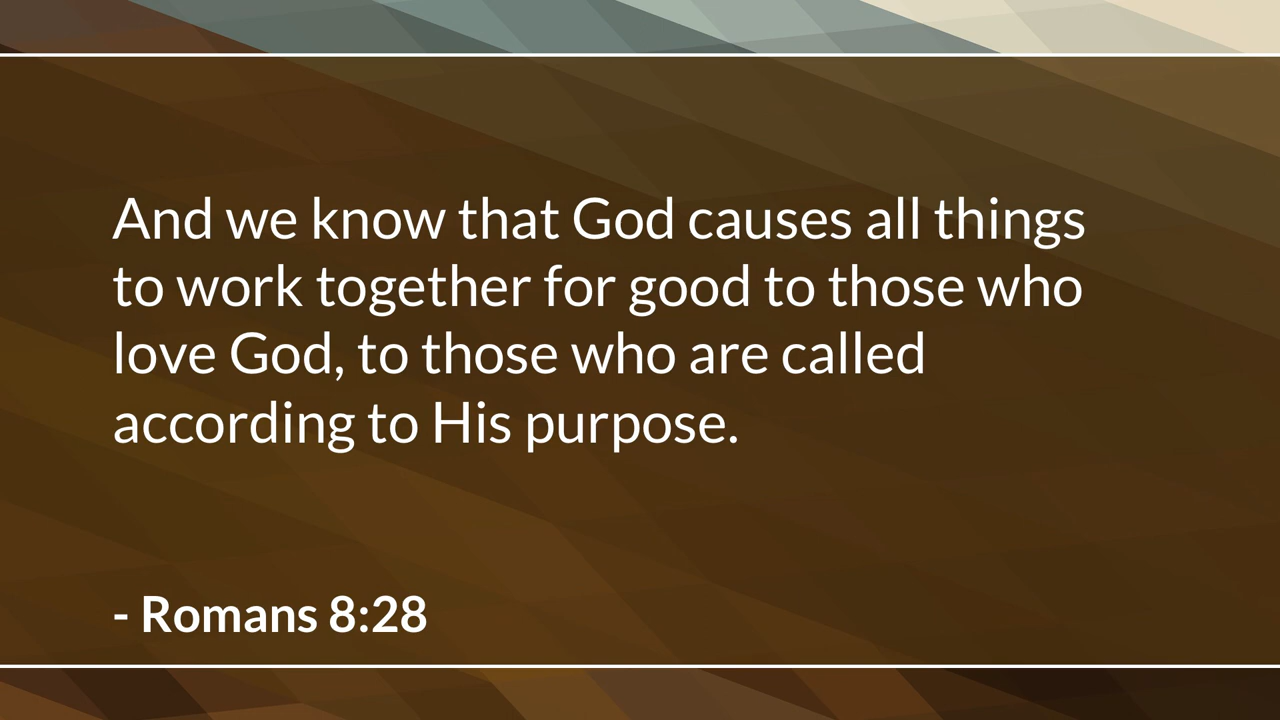 And we know that God causes all things
to work together for good to those who
love God, to those who are called
according to His purpose.
- Romans 8:28